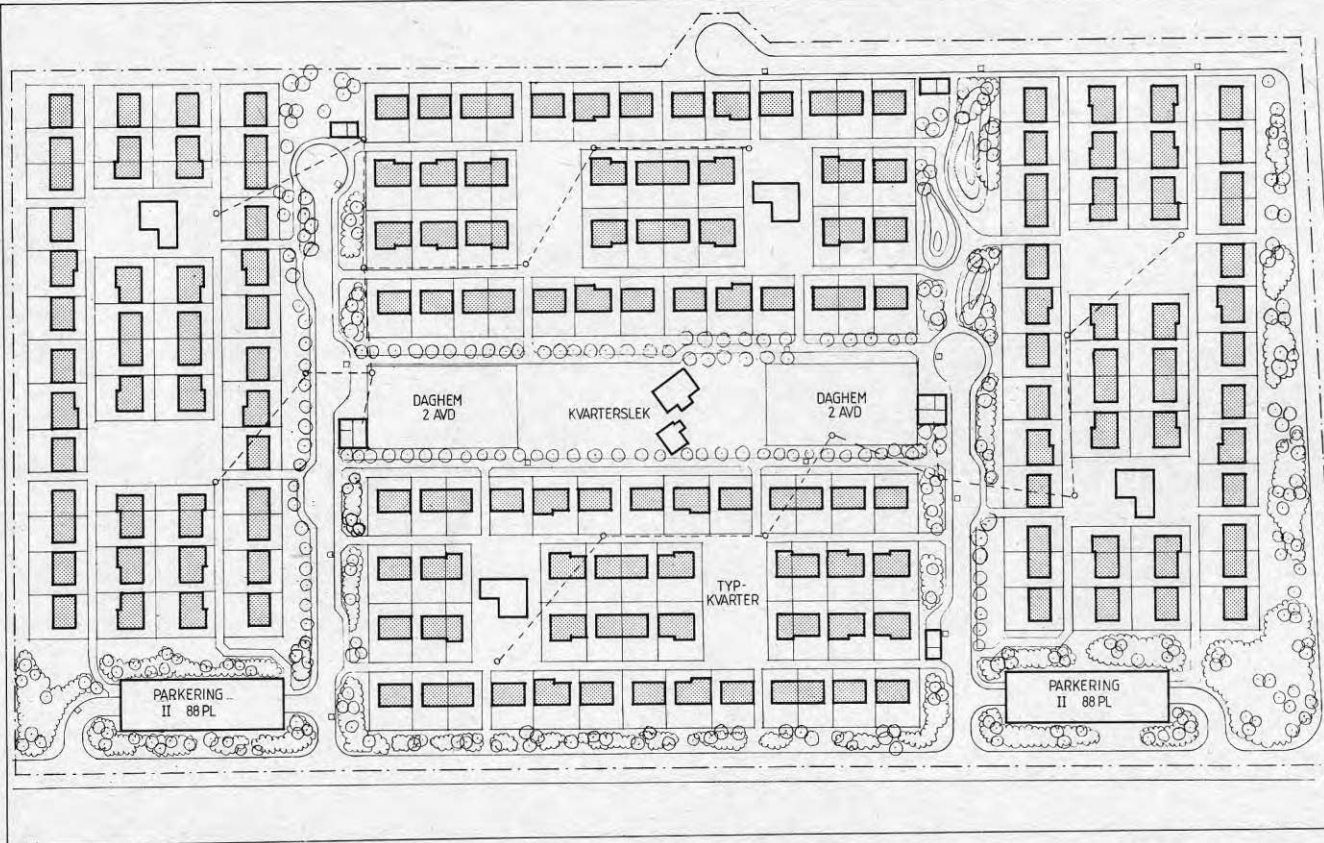 DAGHEM
2 AVD
KVARTERSLEK
DAGHEM
2 AVD
TYP-
KVARTER
PARKERING
II 88 PL
PARKERING
II 88 PL